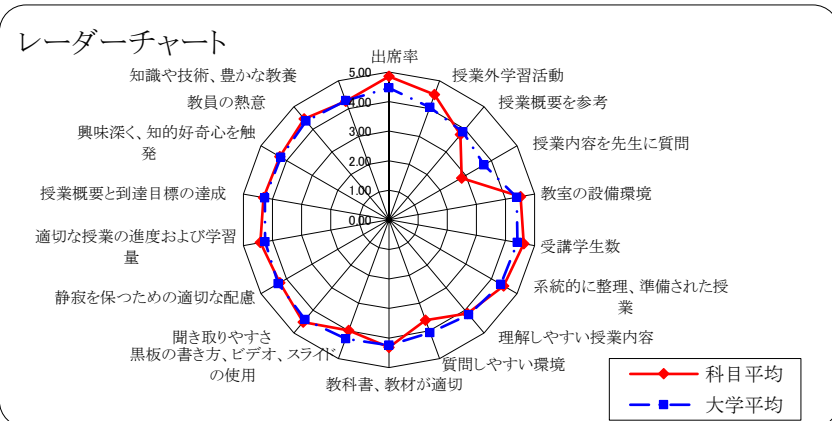 レーダーチャート
出席率
授業外学習活動
授業概要を参考
授業内容を先生に質問
教室の設備環境
受講学生数
系統的に整理、準備された授
業
理解しやすい授業内容
質問しやすい環境
教科書、教材が適切
黒板の書き方、ビデオ、スライド
の使用
聞き取りやすさ
静寂を保つための適切な配慮
適切な授業の進度および学習
量
授業概要と到達目標の達成
興味深く、知的好奇心を触
発
教員の熱意
知識や技術、豊かな教養
5.00
4.00
3.00
2.00
1.00
0.00
科目平均
大学平均